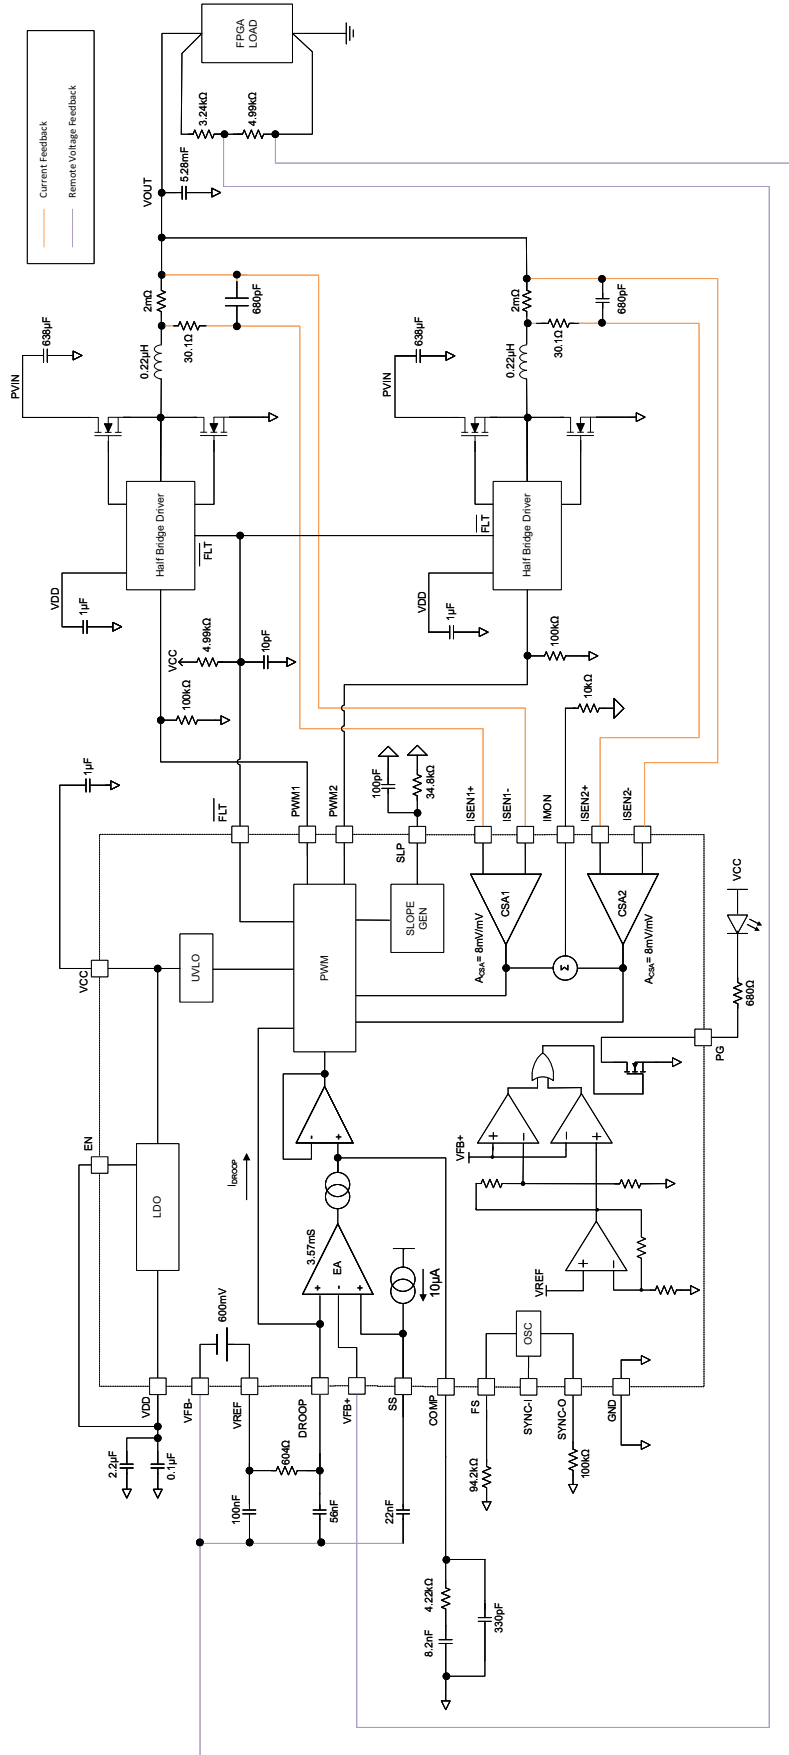 Current Feedback
Remote Voltage Feedback
FPGA
LOAD
3.24kΩ
4.99kΩ
VOUT
5.28mF
2mΩ
680pF
30.1Ω
0.22µH
PVIN
638µF
Half Bridge Driver
FLT
VDD
1µF
VCC
4.99kΩ
10pF
100kΩ
2mΩ
680pF
30.1Ω
0.22µH
PVIN
638µF
Half Bridge Driver
FLT
VDD
1µF
100kΩ
10kΩ
1µF
FLT
PWM1
PWM2
100pF
34.8kΩ
SLP
ISEN1+
ISEN1-
IMON
ISEN2+
ISEN2-
VCC
UVLO
PWM
SLOPE
GEN
CSA1
ACSA = 8mV/mV
Σ
CSA2
ACSA = 8mV/mV
VCC
680Ω
PG
EN
LDO
IDROOP
-
+
3.57mS
EA
+
-
+
10µA
VFB+
+
-
-
+
VREF
+
-
OSC
600mV
VDD
VFB-
VREF
DROOP
VFB+
SS
COMP
FS
SYNC-I
SYNC-O
GND
2.2µF
0.1µF
100nF
604Ω
56nF
22nF
94.2kΩ
100kΩ
4.22kΩ
8.2nF
330pF